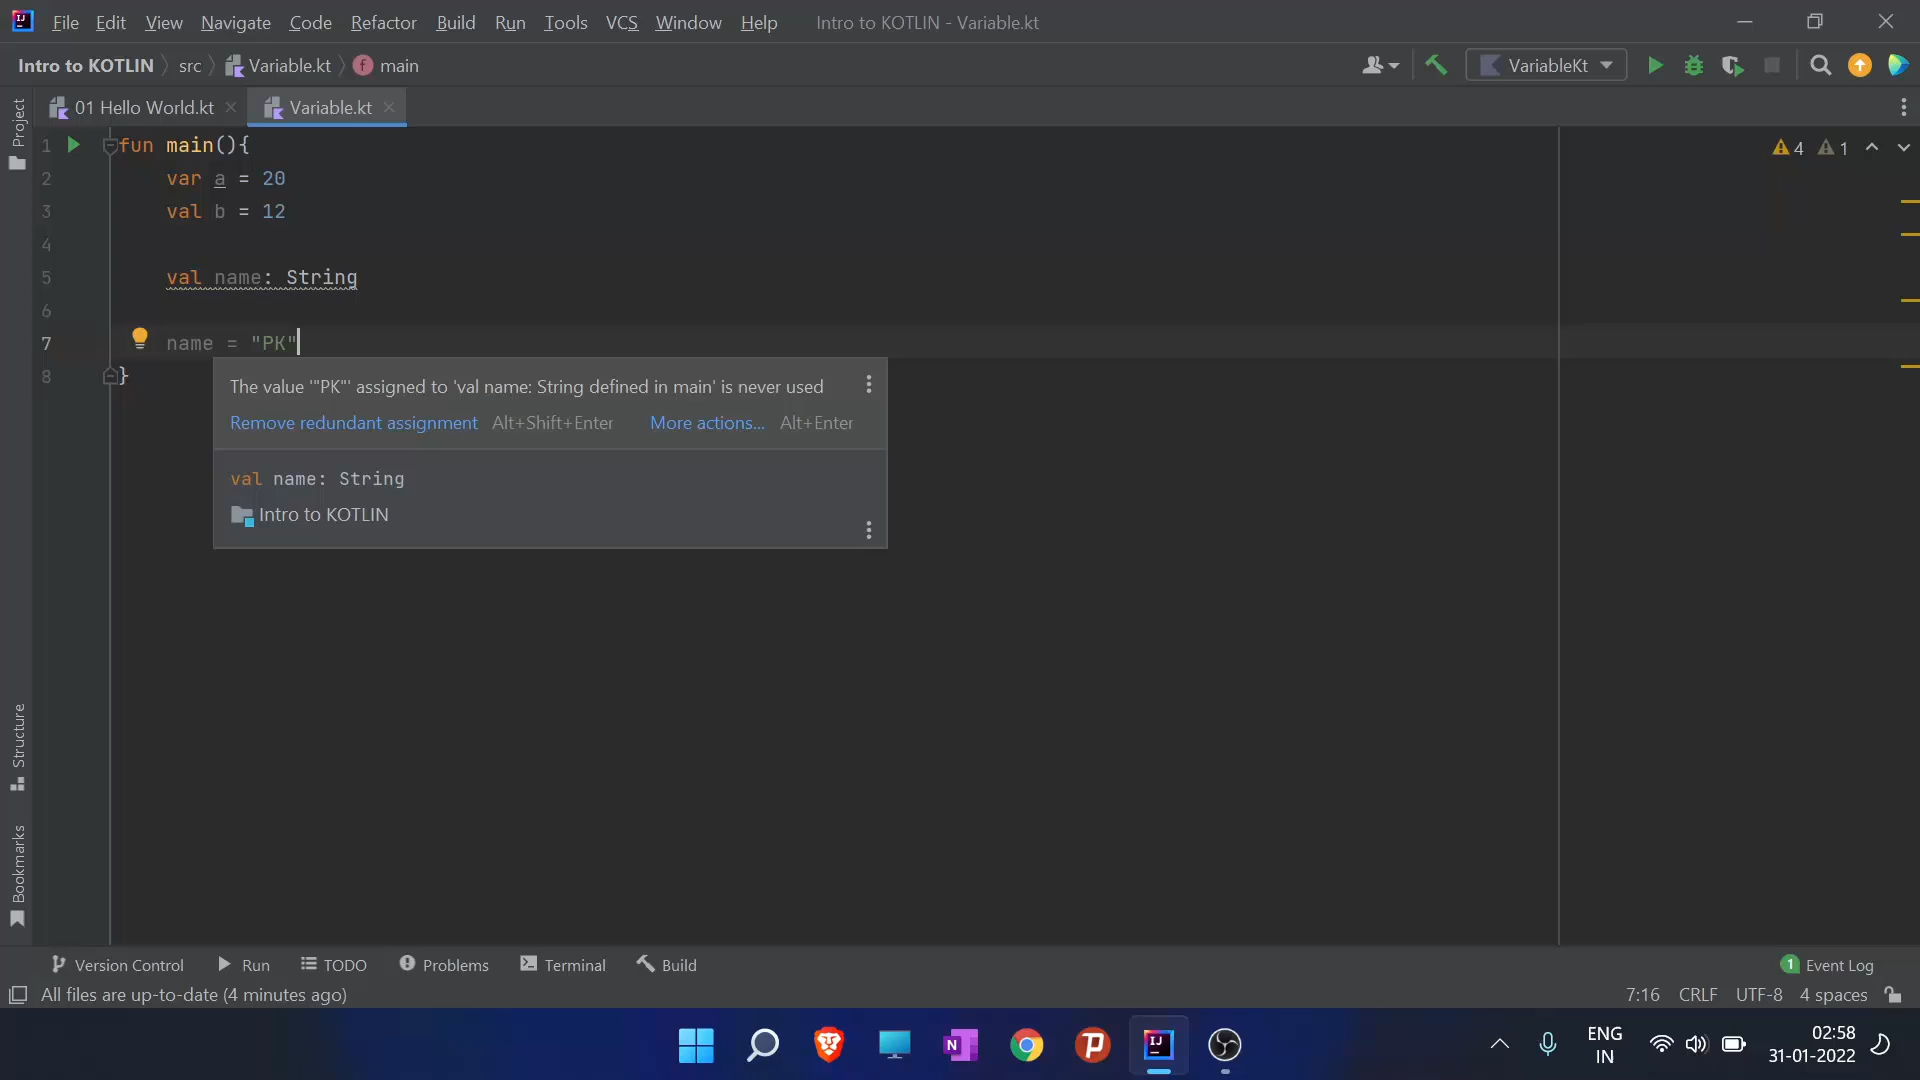 File Edit View Navigate Code Refactor Build Run Tools VCS Window Help Intro to KOTLIN - Variable.kt
Intro to KOTLIN src Variable.kt f main VariableKt
01 Hello World.kt Variable.kt
Project
1 fun main(){
4 1
2 var a = 20
3 val b = 12
4
5 val name: String
6
7 name = "PK"
8 }
The value '"PK"' assigned to 'val name: String defined in main' is never used
Remove redundant assignment Alt+Shift+Enter More actions... Alt+Enter
val name: String
Intro to KOTLIN
Structure
Bookmarks
Version Control Run TODO Problems Terminal Build 1 Event Log
All files are up-to-date (4 minutes ago) 7:16 CRLF UTF-8 4 spaces
ENG 02:58
IN 31-01-2022